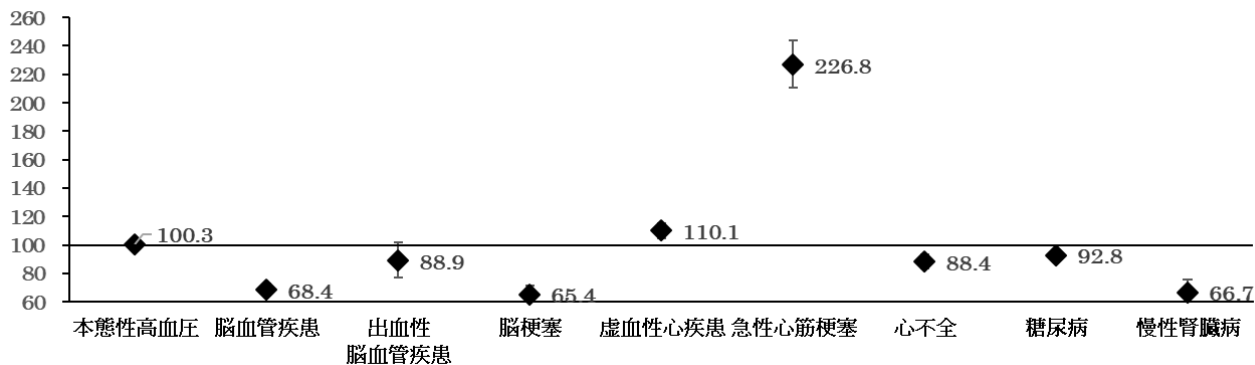 260
240
220
200
180
160
140
120
100
80
60
100.3
68.4
88.9
65.4
110.1
226.8
88.4
92.8
66.7
本態性高血圧
脳血管疾患
出血性
脳血管疾患
脳梗塞
虚血性心疾患
急性心筋梗塞
心不全
糖尿病
慢性腎臓病